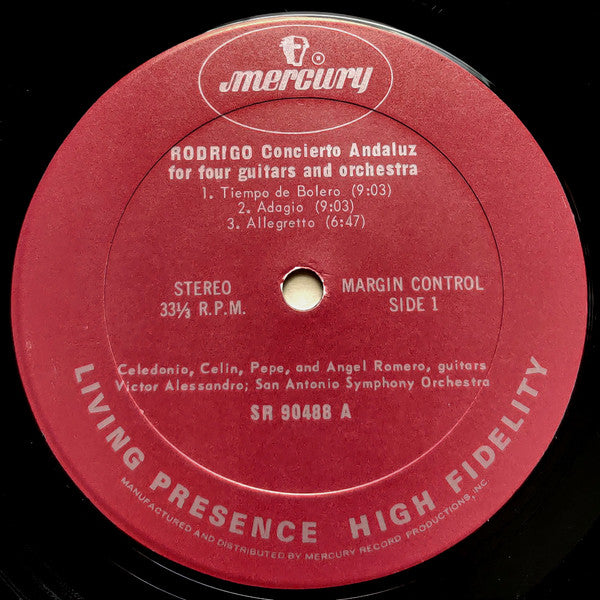 ®
mercury
RODRIGO Concierto Andaluz
for four guitars and orchestra
1. Tiempo de Bolero (9:03)
2. Adagio (9:03)
3. Allegretto (6:47)
STEREO
33⅓ R.P.M.
MARGIN CONTROL
SIDE 1
Celedonio, Celin, Pepe, and Angel Romero, guitars
Victor Alessandro; San Antonio Symphony Orchestra
SR 90488 A
LIVING PRESENCE HIGH FIDELITY
MANUFACTURED AND DISTRIBUTED BY MERCURY RECORD PRODUCTIONS, INC.